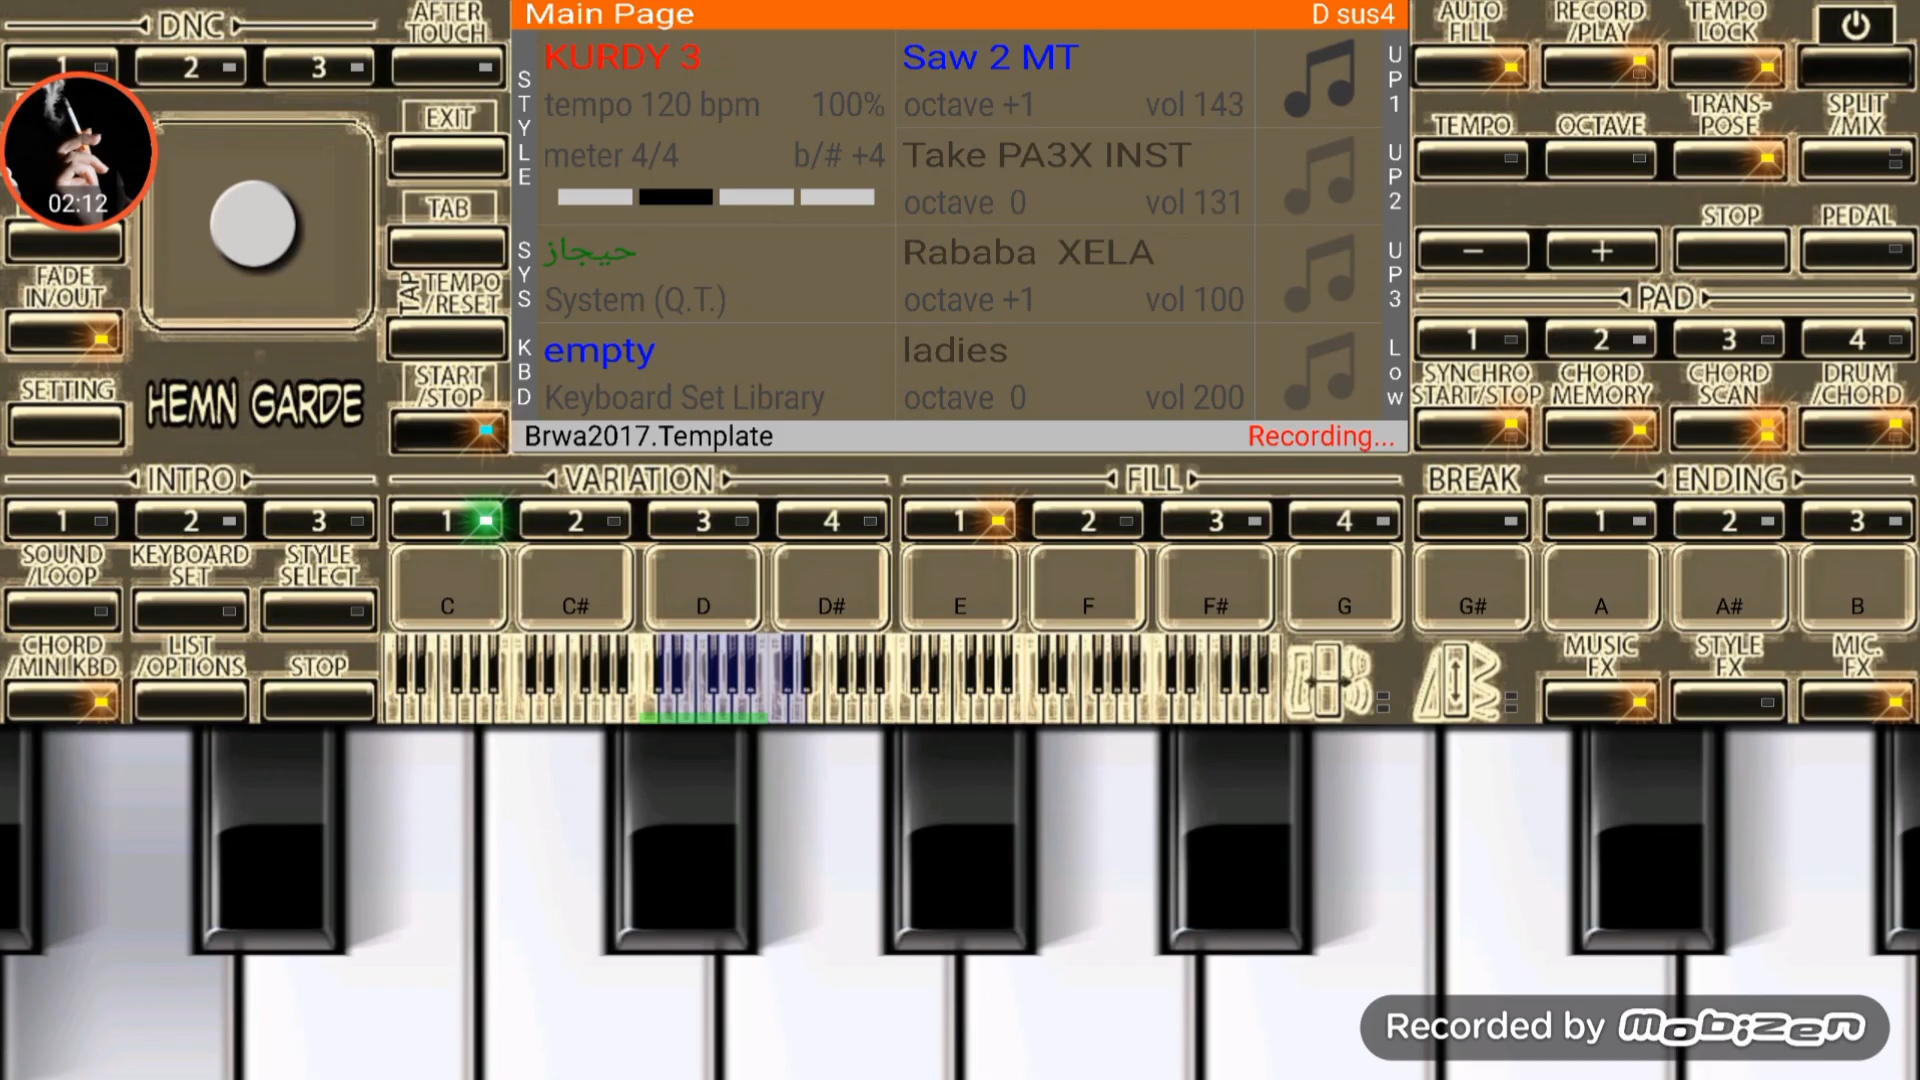 DNC
AFTER TOUCH
1 2 3
02:12
EXIT
TAB
FADE IN/OUT
TAP TEMPO /RESET
SETTING
HEMN GARDE
START /STOP
Main Page D sus4
STYLE
KURDY 3
tempo 120 bpm 100%
meter 4/4 b/# +4
SYS
حيجاز
System (Q.T.)
KBD
empty
Keyboard Set Library
Saw 2 MT
octave +1 vol 143
UP1
Take PA3X INST
octave 0 vol 131
UP2
Rababa XELA
octave +1 vol 100
UP3
ladies
octave 0 vol 200
Low
Brwa2017.Template Recording...
AUTO FILL
RECORD /PLAY
TEMPO LOCK
TEMPO
OCTAVE
TRANS-POSE
SPLIT /MIX
STOP
PEDAL
− +
PAD
1 2 3 4
SYNCHRO START/STOP
CHORD MEMORY
CHORD SCAN
DRUM /CHORD
INTRO
VARIATION
FILL
BREAK
ENDING
1 2 3
1 2 3 4
1 2 3 4
1 2 3
SOUND /LOOP
KEYBOARD SET
STYLE SELECT
C C# D D# E F F# G G# A A# B
CHORD /MINI KBD
LIST /OPTIONS
STOP
MUSIC FX
STYLE FX
MIC. FX
Recorded by mobizen